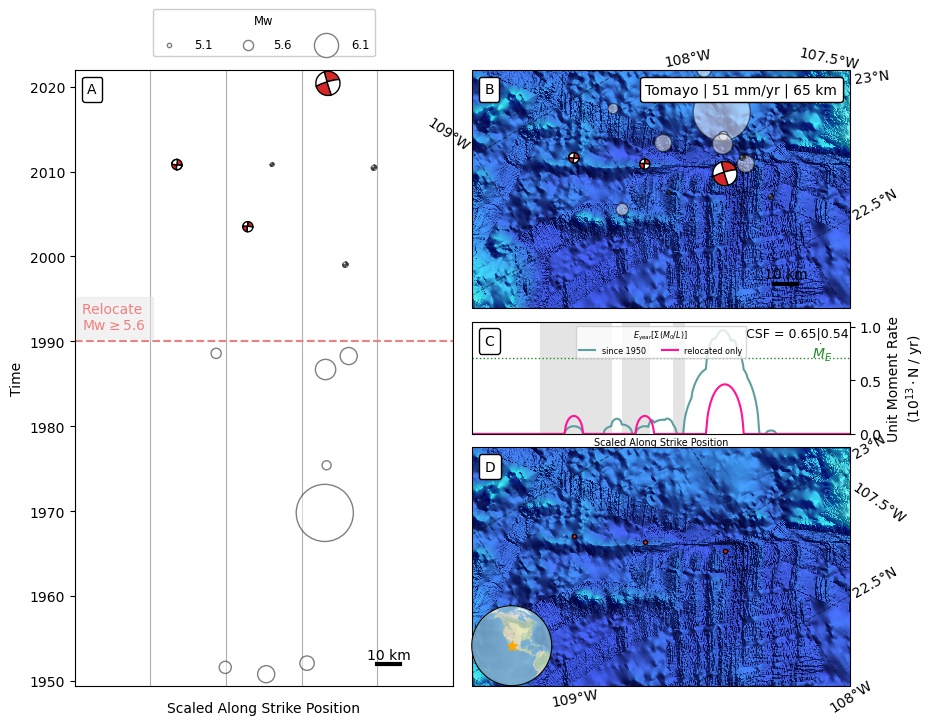 Mw
5.1 5.6 6.1
A
Time
2020
2010
2000
1990
1980
1970
1960
1950
Relocate
Mw ≥ 5.6
10 km
Scaled Along Strike Position
B
Tomayo | 51 mm/yr | 65 km
109°W
108°W
107.5°W
23°N
22.5°N
10 km
C
E_year[Σ(M₀/L)]
since 1950 relocated only
CSF = 0.65|0.54
Ṁ_E
1.0
0.5
0.0
Unit Moment Rate
(10¹³ · N / yr)
Scaled Along Strike Position
D
23°N
107.5°W
22.5°N
109°W
108°W